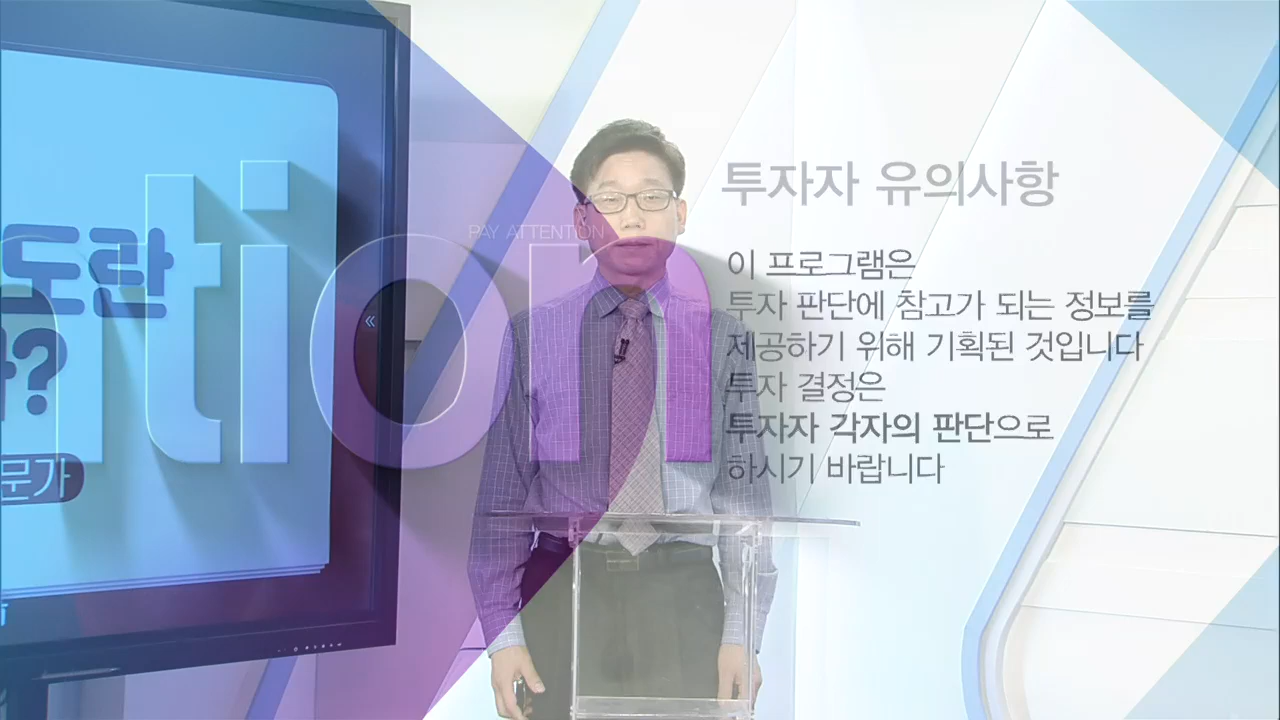 투자자 유의사항
PAY ATTENTION
이 프로그램은
투자 판단에 참고가 되는 정보를
제공하기 위해 기획된 것입니다
투자 결정은
투자자 각자의 판단으로
하시기 바랍니다
도란
ntion
?
문가